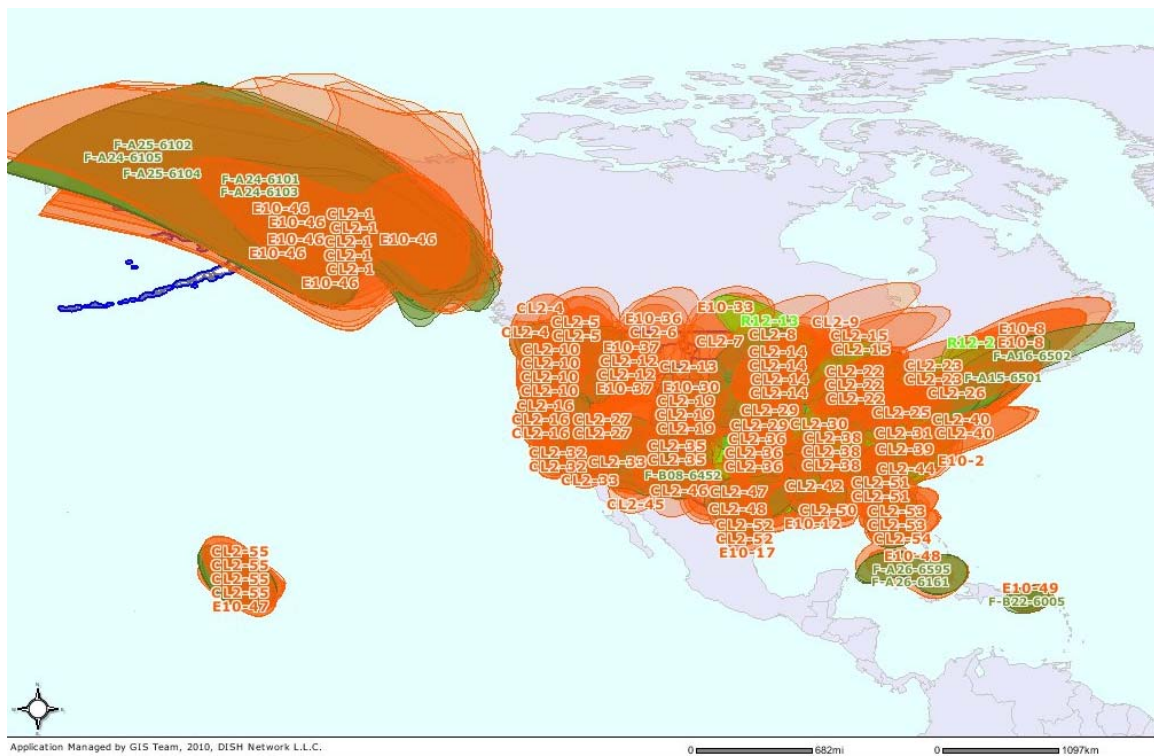 F-A25-6102
F-A24-6105
F-A25-6104
F-A24-6101
F-A24-6103
E10-46
CL2-1
E10-46
CL2-1
E10-46
CL2-1
E10-46
E10-46
CL2-1
CL2-1
E10-46
CL2-4
CL2-5
E10-36
E10-33
R12-13
CL2-9
CL2-4
CL2-5
CL2-6
CL2-7
CL2-8
CL2-15
CL2-15
R12-2
E10-8
E10-8
F-A16-6502
CL2-10
E10-37
CL2-14
CL2-10
CL2-12
CL2-13
CL2-14
CL2-22
CL2-23
CL2-10
CL2-12
CL2-14
CL2-22
CL2-23
F-A15-6501
CL2-10
E10-37
E10-30
CL2-14
CL2-22
CL2-26
CL2-16
CL2-19
CL2-29
CL2-25
CL2-16
CL2-27
CL2-19
CL2-29
CL2-30
CL2-40
CL2-16
CL2-27
CL2-19
CL2-36
CL2-38
CL2-31
CL2-40
CL2-32
CL2-35
CL2-36
CL2-38
CL2-39
CL2-32
CL2-33
CL2-35
CL2-36
CL2-38
E10-2
CL2-33
F-B08-6452
CL2-44
CL2-46
CL2-47
CL2-42
CL2-51
CL2-51
CL2-45
CL2-48
CL2-50
CL2-53
CL2-52
E10-12
CL2-53
CL2-52
CL2-54
E10-17
E10-48
F-A26-6595
F-A26-6161
E10-49
F-B22-6005
CL2-55
CL2-55
CL2-55
CL2-55
E10-47
N
Application Managed by GIS Team, 2010, DISH Network L.L.C.
0 682mi
0 1097km